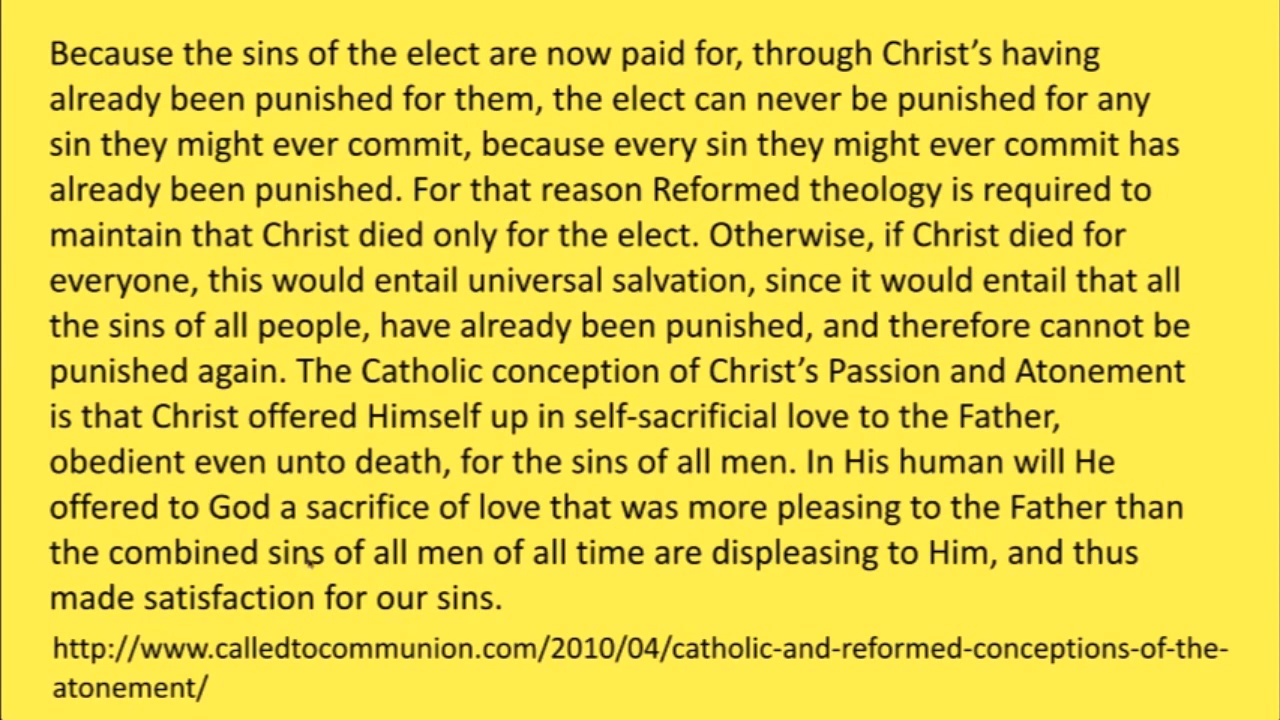 Because the sins of the elect are now paid for, through Christ’s having
already been punished for them, the elect can never be punished for any
sin they might ever commit, because every sin they might ever commit has
already been punished. For that reason Reformed theology is required to
maintain that Christ died only for the elect. Otherwise, if Christ died for
everyone, this would entail universal salvation, since it would entail that all
the sins of all people, have already been punished, and therefore cannot be
punished again. The Catholic conception of Christ’s Passion and Atonement
is that Christ offered Himself up in self-sacrificial love to the Father,
obedient even unto death, for the sins of all men. In His human will He
offered to God a sacrifice of love that was more pleasing to the Father than
the combined sins of all men of all time are displeasing to Him, and thus
made satisfaction for our sins.
http://www.calledtocommunion.com/2010/04/catholic-and-reformed-conceptions-of-the-
atonement/